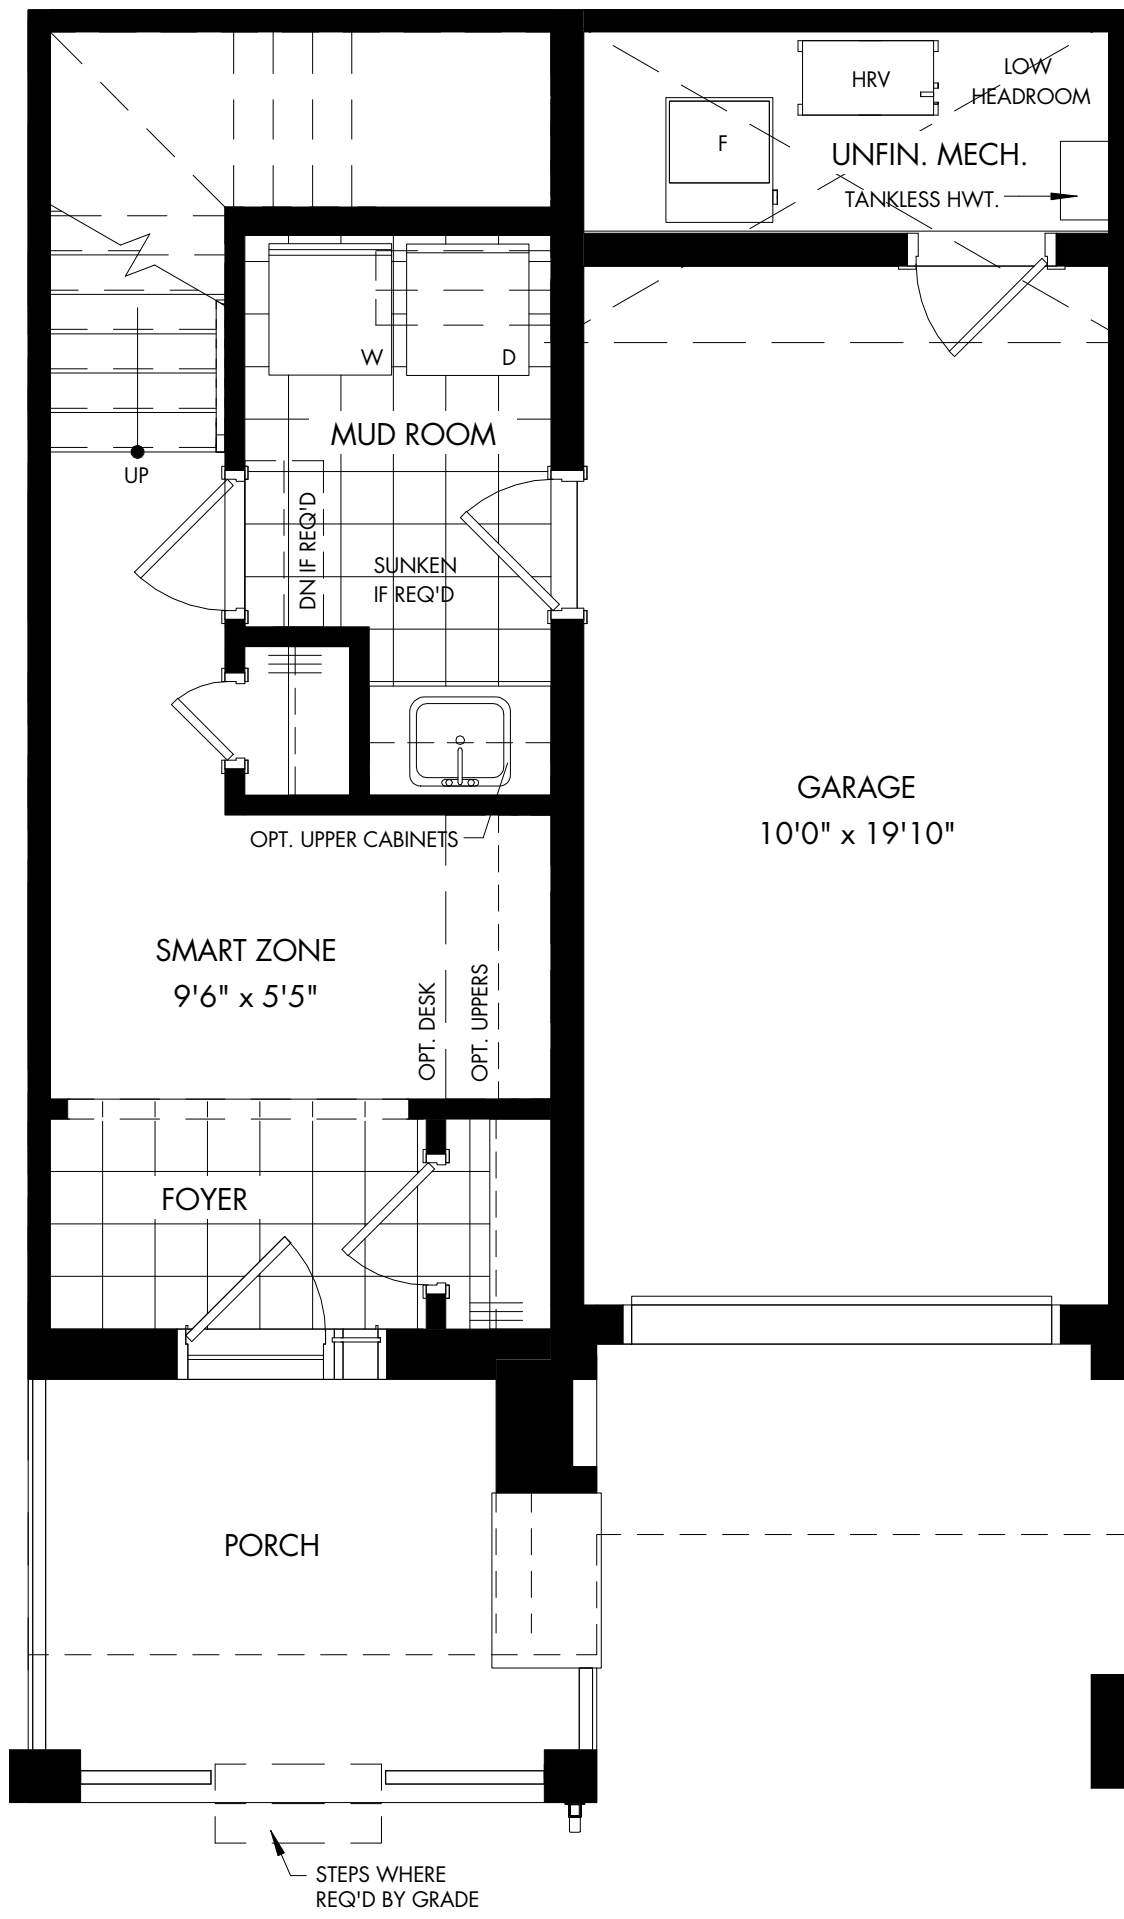 HRV
LOW
HEADROOM
F
UNFIN. MECH.
TANKLESS HWT.
W
D
MUD ROOM
UP
DN IF REQ'D
SUNKEN
IF REQ'D
GARAGE
10'0" x 19'10"
OPT. UPPER CABINETS
SMART ZONE
9'6" x 5'5"
OPT. DESK
OPT. UPPERS
FOYER
PORCH
STEPS WHERE
REQ'D BY GRADE